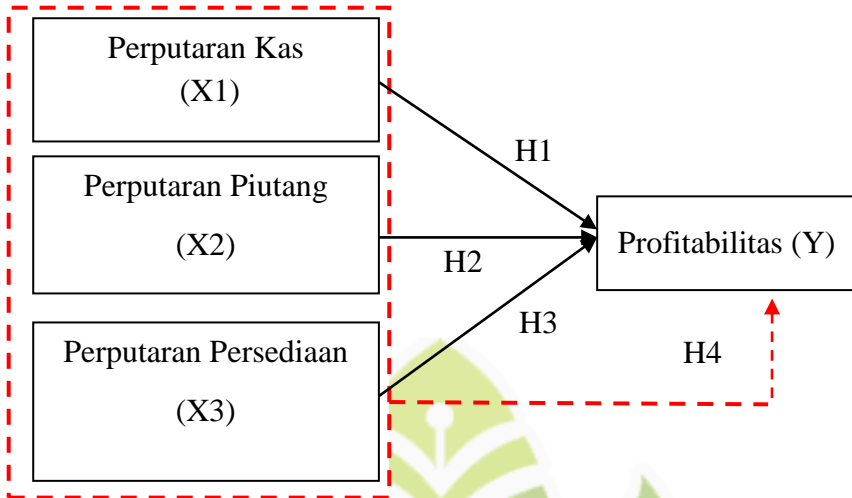 Perputaran Kas
(X1)
H1
Perputaran Piutang
(X2)
H2
Profitabilitas (Y)
Perputaran Persediaan
(X3)
H3
H4